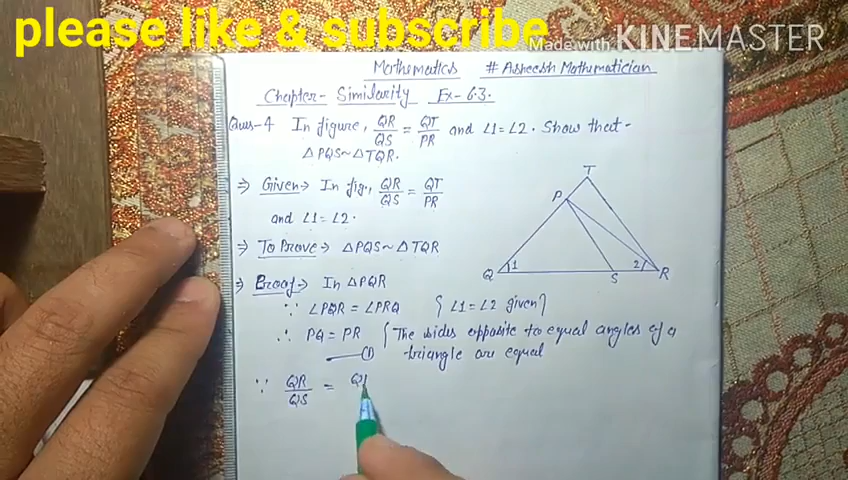 please like & subscribe
Made with KINEMASTER
Mathematics # Asheesh Mathematician
Chapter- Similarity Ex- 6.3.
Ques-4 In figure, QR/QS = QT/PR and ∠1=∠2. Show that-
△PQS~△TQR.
⇒ Given→ In fig., QR/QS = QT/PR
and ∠1=∠2.
⇒ To Prove→ △PQS~△TQR
⇒ Proof→ In △PQR
∵ ∠PQR = ∠PRQ { ∠1=∠2 given}
∴ PQ = PR { The sides opposite to equal angles of a
—① triangle are equal
∵ QR/QS = Q
T
P
Q 1 S 2 R